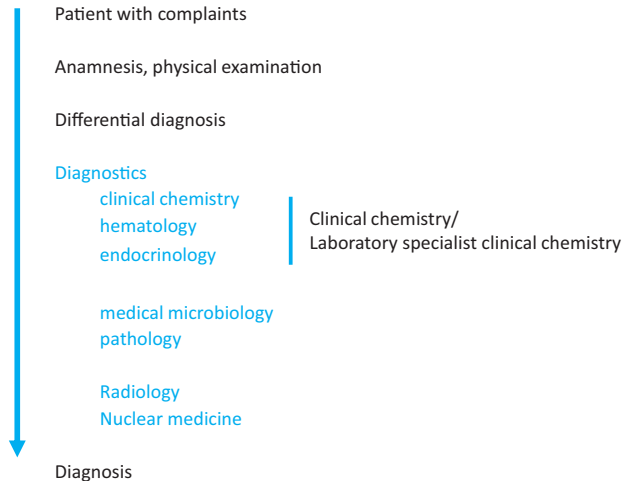 Patient with complaints
Anamnesis, physical examination
Differential diagnosis
Diagnostics
clinical chemistry
hematology
endocrinology
Clinical chemistry/
Laboratory specialist clinical chemistry
medical microbiology
pathology
Radiology
Nuclear medicine
Diagnosis